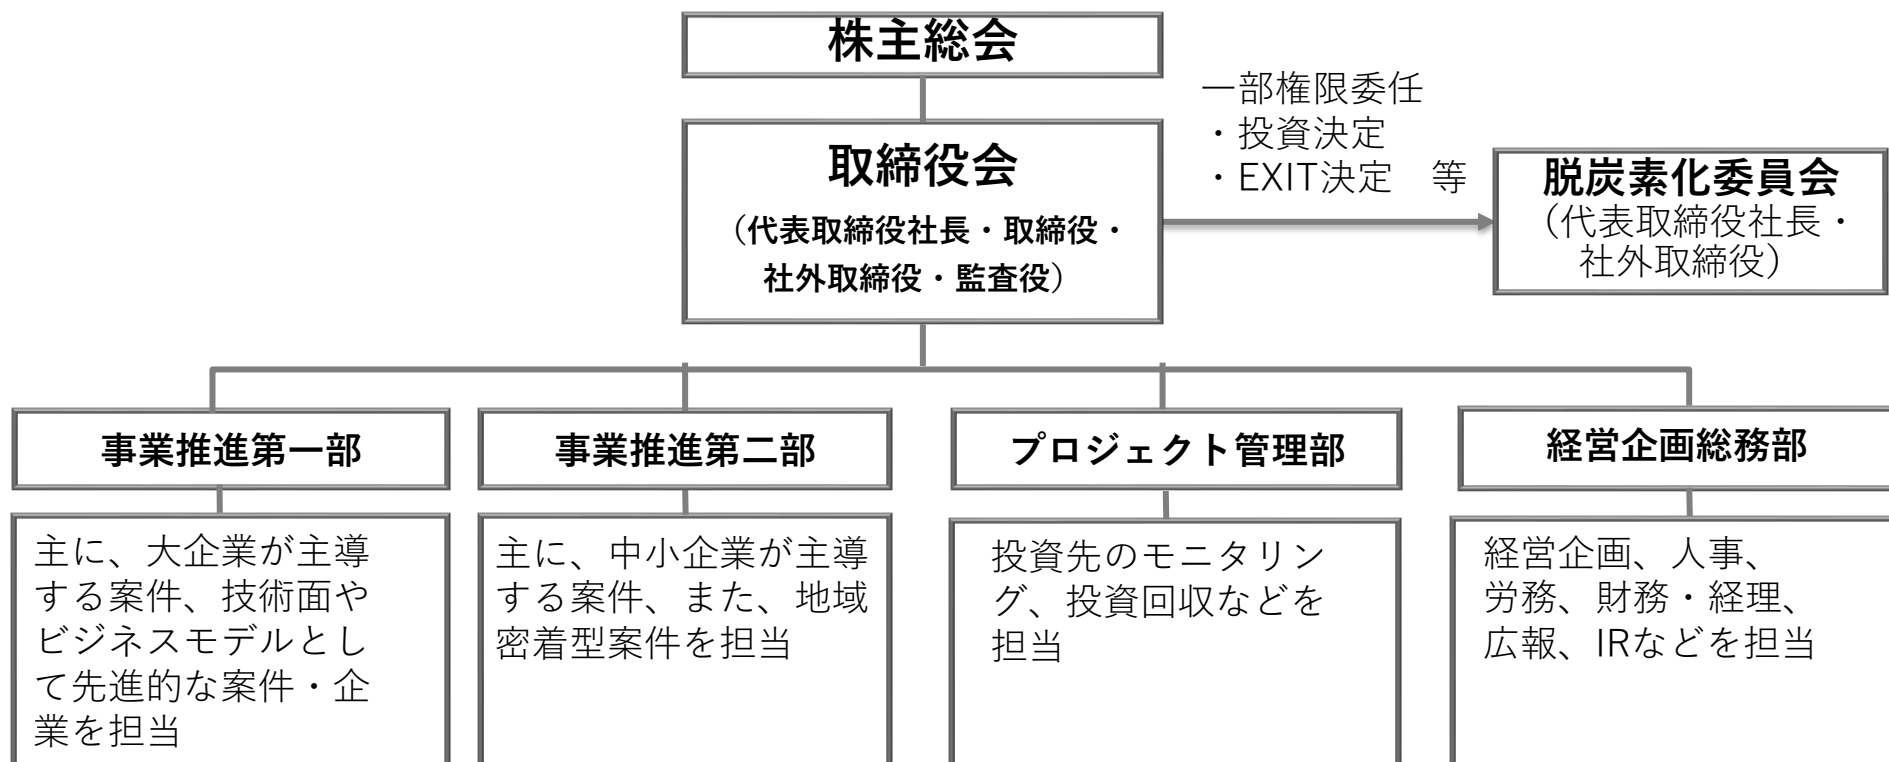 株主総会
取締役会
（代表取締役社長・取締役・
社外取締役・監査役）
一部権限委任
・投資決定
・EXIT決定　等
脱炭素化委員会
（代表取締役社長・
社外取締役）
事業推進第一部
主に、大企業が主導
する案件、技術面や
ビジネスモデルとし
て先進的な案件・企
業を担当
事業推進第二部
主に、中小企業が主導
する案件、また、地域
密着型案件を担当
プロジェクト管理部
投資先のモニタリン
グ、投資回収などを
担当
経営企画総務部
経営企画、人事、
労務、財務・経理、
広報、IRなどを担当